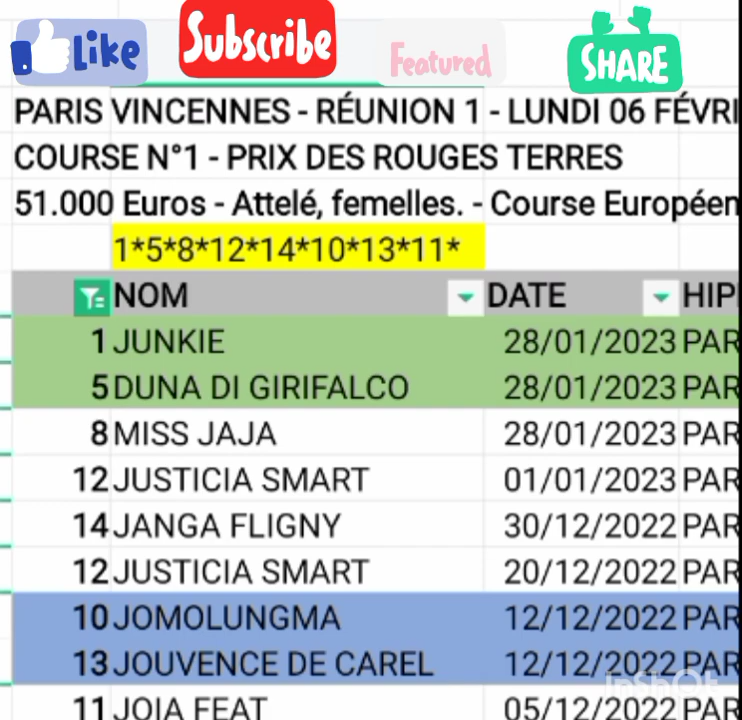 Like Subscribe Featured SHARE
PARIS VINCENNES - RÉUNION 1 - LUNDI 06 FÉVRI
COURSE N°1 - PRIX DES ROUGES TERRES
51.000 Euros - Attelé, femelles. - Course Européen
1*5*8*12*14*10*13*11*
NOM DATE HIP
1 JUNKIE 28/01/2023 PAR
5 DUNA DI GIRIFALCO 28/01/2023 PAR
8 MISS JAJA 28/01/2023 PAR
12 JUSTICIA SMART 01/01/2023 PAR
14 JANGA FLIGNY 30/12/2022 PAR
12 JUSTICIA SMART 20/12/2022 PAR
10 JOMOLUNGMA 12/12/2022 PAR
13 JOUVENCE DE CAREL 12/12/2022 PAR
InShOt
11 JOIA FEAT 05/12/2022 PAR